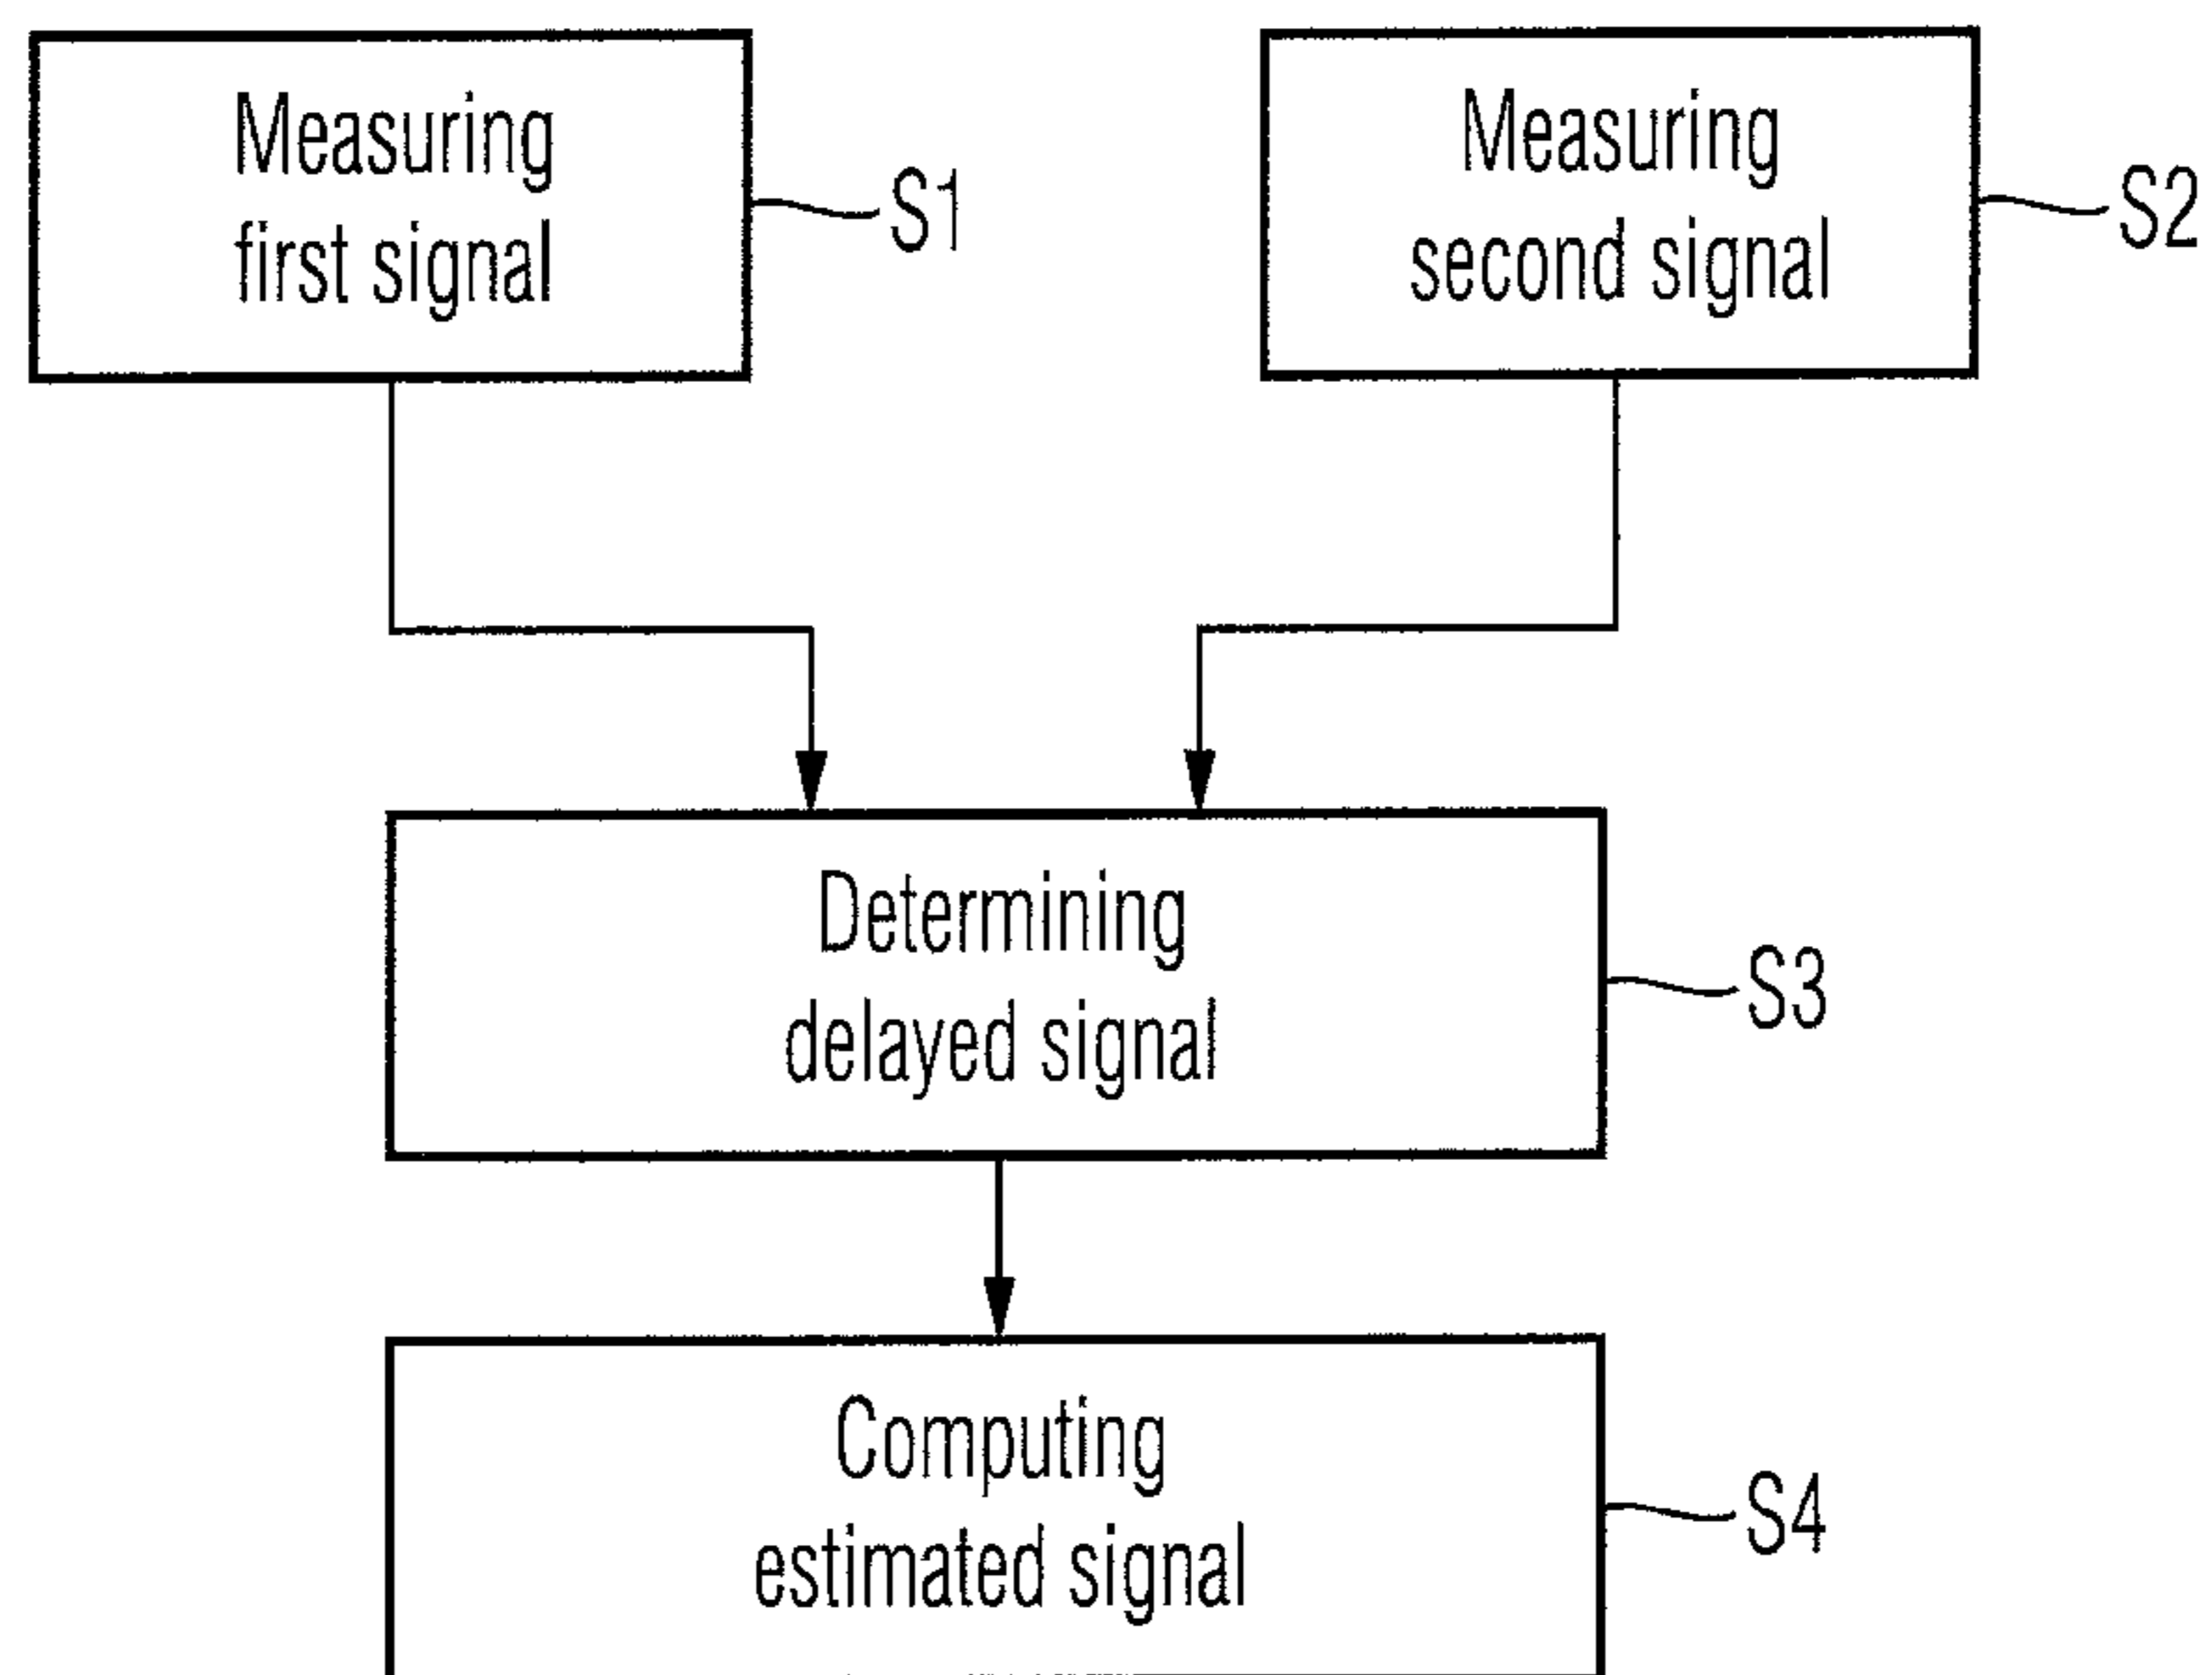 Measuring
first signal
S1
Measuring
second signal
S2
Determining
delayed signal
S3
Computing
estimated signal
S4